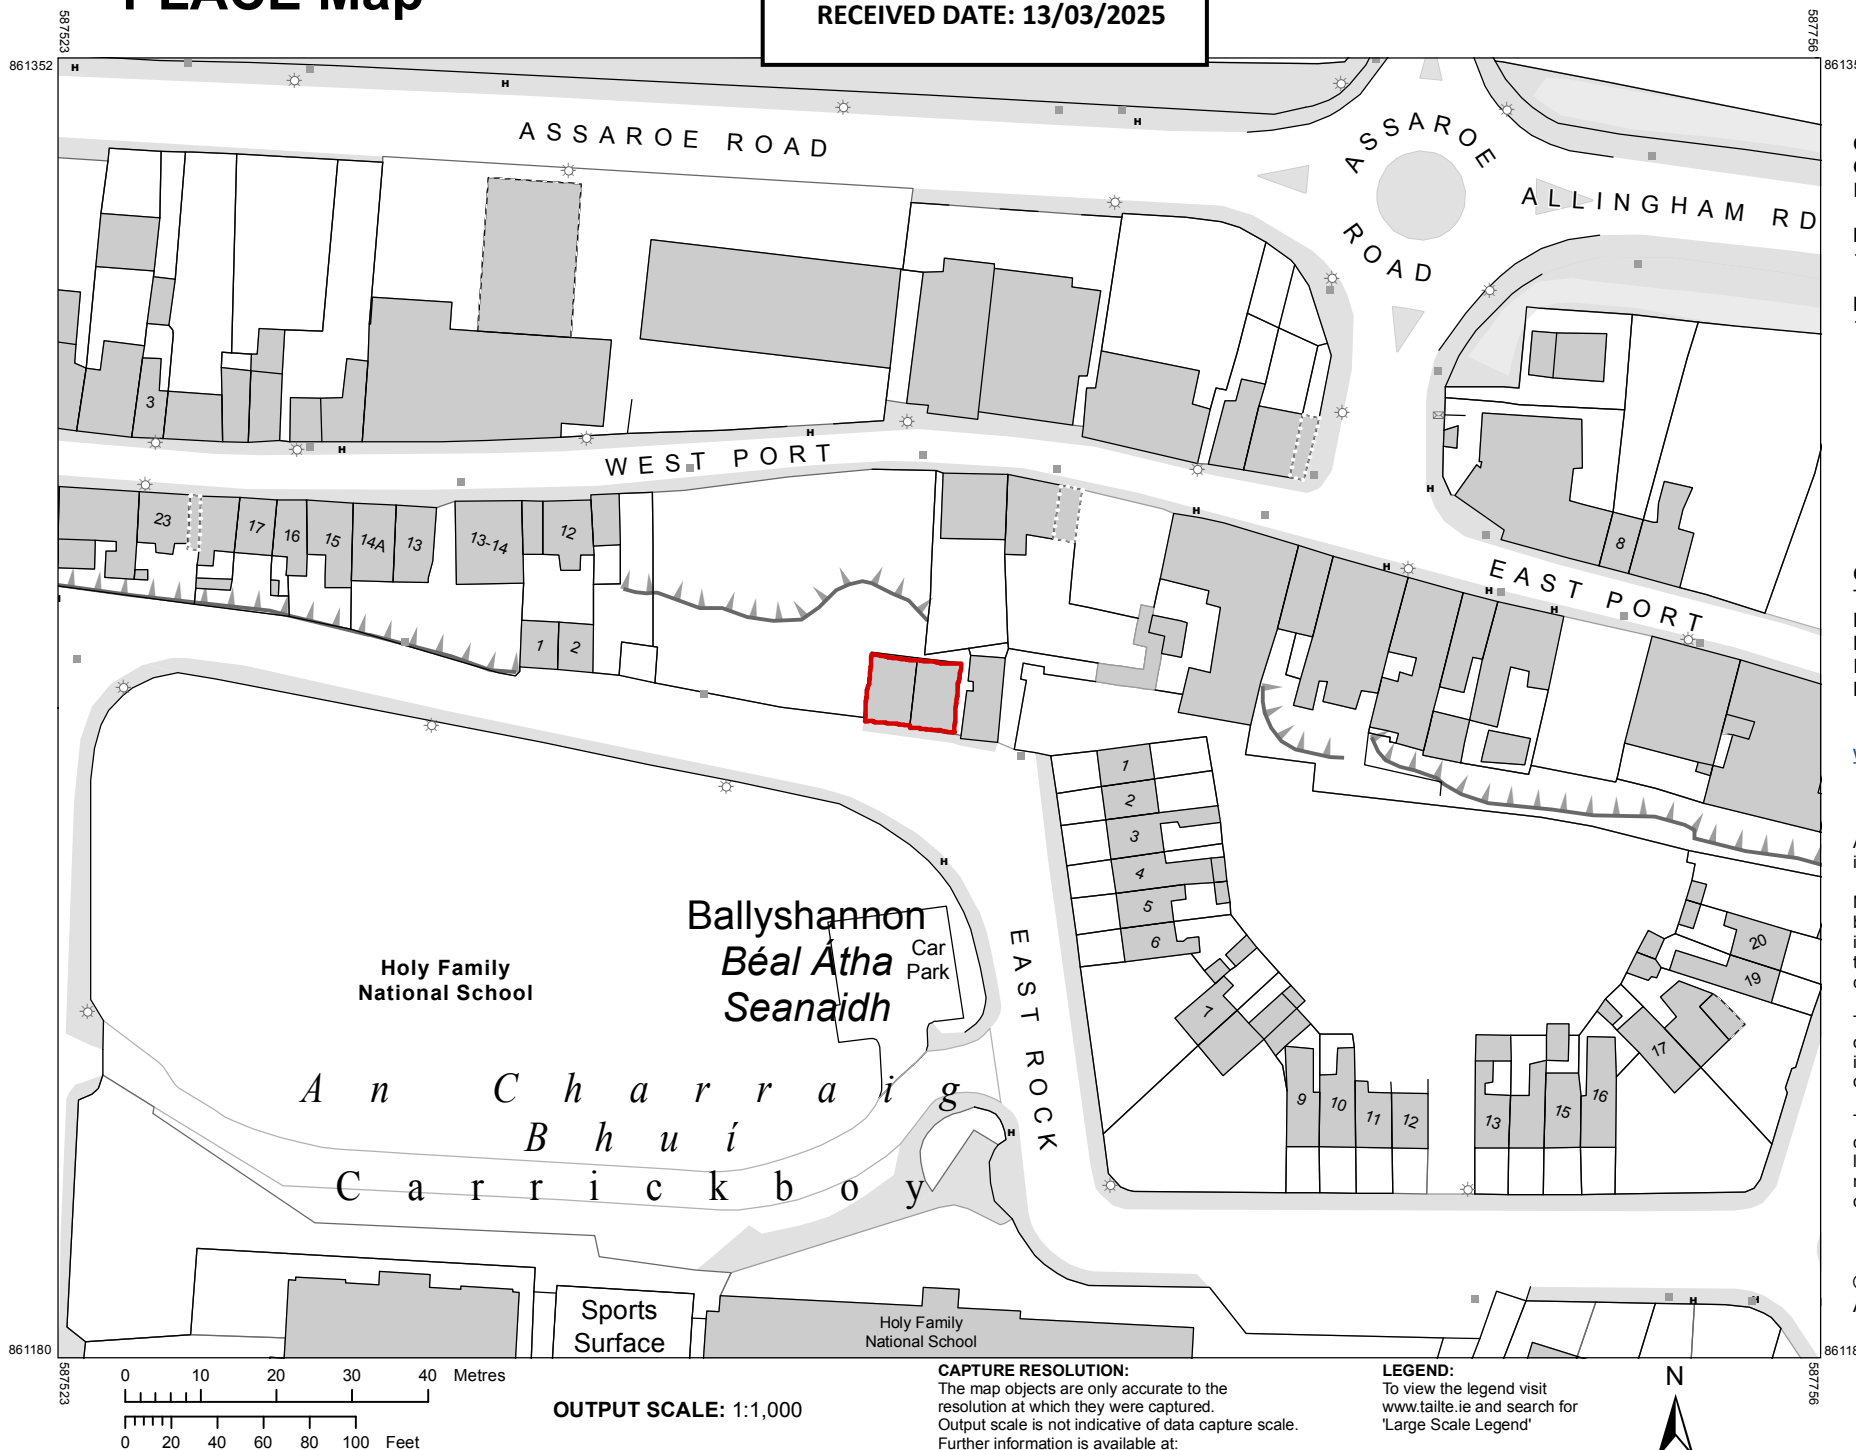 PLACE Map
RECEIVED DATE: 13/03/2025
587523
587756
861352
ASSAROE ROAD
ASSAROE
ROAD
ALLINGHAM RD
3
WEST PORT
23
17
16
15
14A
13
13-14
12
1
2
8
EAST PORT
1
2
3
4
5
6
7
9
10
11
12
13
15
16
17
19
20
EAST ROCK
Ballyshannon
Béal Átha
Seanaidh
Car
Park
Holy Family
National School
An Charraig
Bhuí
Carrickboy
Sports
Surface
Holy Family
National School
861180
587523
587756
0 10 20 30 40 Metres
0 20 40 60 80 100 Feet
OUTPUT SCALE: 1:1,000
CAPTURE RESOLUTION:
The map objects are only accurate to the
resolution at which they were captured.
Output scale is not indicative of data capture scale.
Further information is available at:
LEGEND:
To view the legend visit
www.tailte.ie and search for
'Large Scale Legend'
N